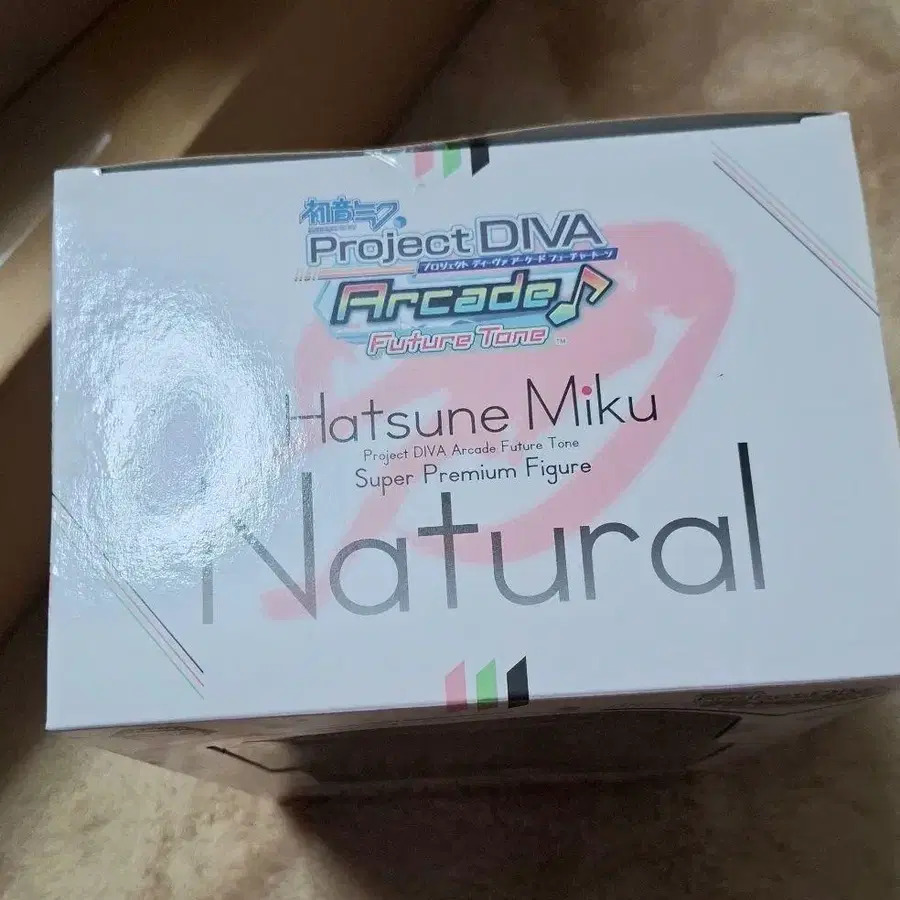 初音ミク
Project DIVA
プロジェクト ディーヴァ アーケード フューチャートーン
Arcade
Future Tone ™
Hatsune Miku
Project DIVA Arcade Future Tone
Super Premium Figure
Natural